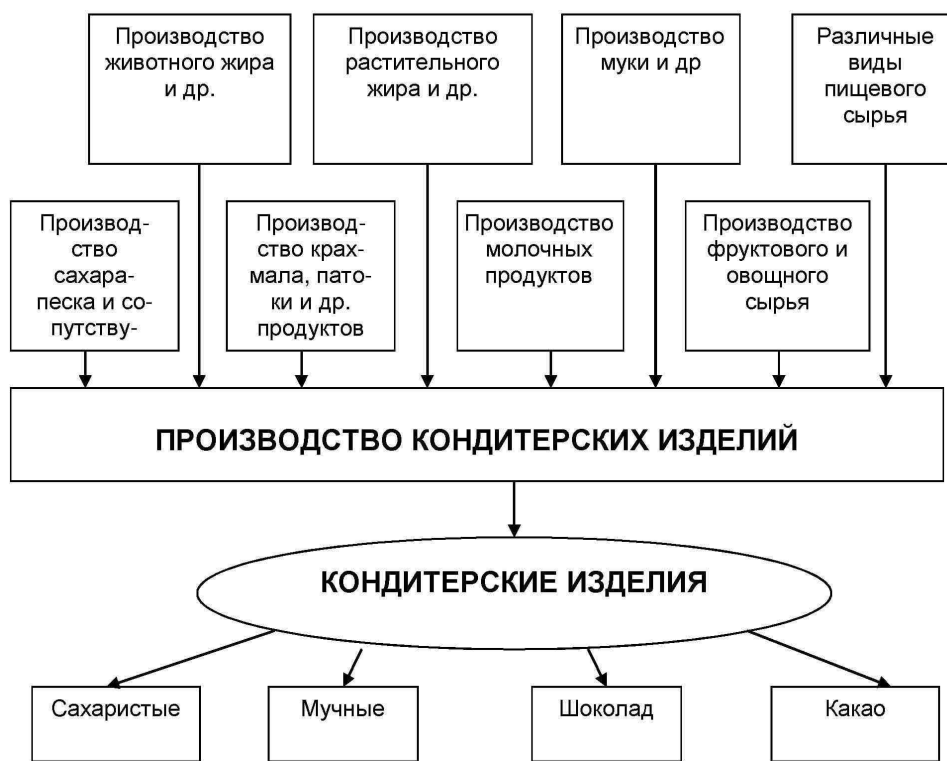 Производство
животного жира
и др.
Производство
растительного
жира и др.
Производство
муки и др
Различные
виды
пищевого
сырья
Производ-
ство
сахара-
песка и со-
путству-
Производ-
ство крах-
мала, пато-
ки и др.
продуктов
Производство
молочных
продуктов
Производство
фруктового и
овощного
сырья
ПРОИЗВОДСТВО КОНДИТЕРСКИХ ИЗДЕЛИЙ
КОНДИТЕРСКИЕ ИЗДЕЛИЯ
Сахаристые
Мучные
Шоколад
Какао